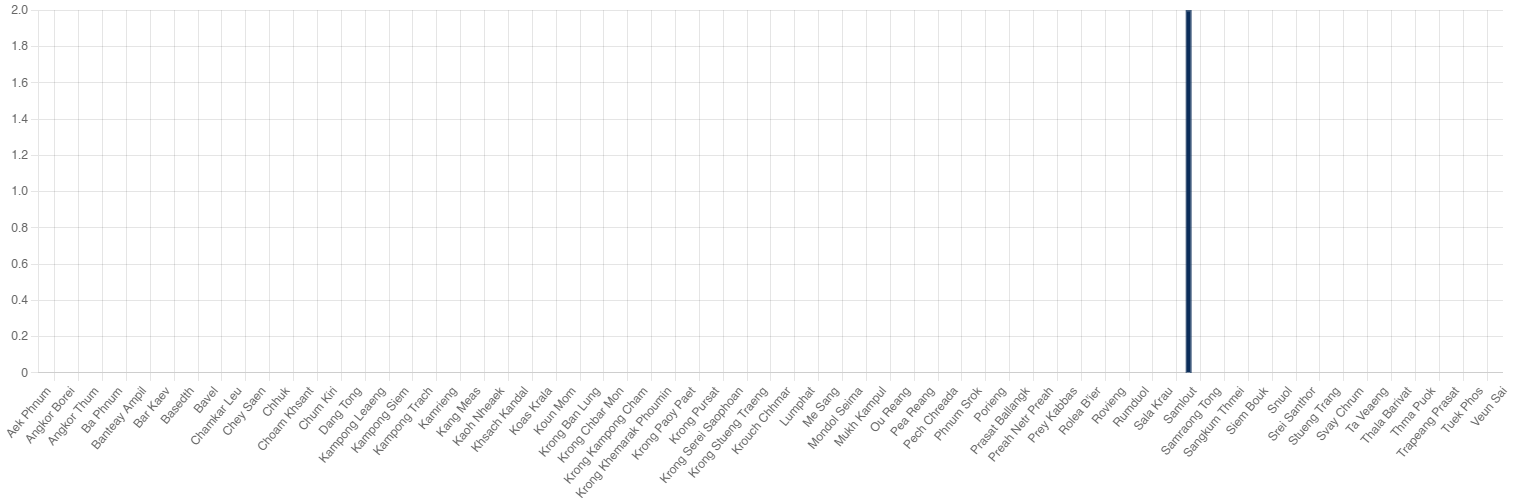 2.0
1.8
1.6
1.4
1.2
1.0
0.8
0.6
0.4
0.2
0
Aek Phnum
Angkor Borei
Angkor Thum
Ba Phnum
Banteay Ampil
Bar Kaev
Basedth
Bavel
Chamkar Leu
Chey Saen
Chhuk
Choam Khsant
Chum Kiri
Dang Tong
Kampong Leaeng
Kampong Siem
Kampong Trach
Kamrieng
Kang Meas
Kaoh Nheaek
Khsach Kandal
Koas Krala
Koun Mom
Krong Ban Lung
Krong Chbar Mon
Krong Kampong Cham
Krong Khemarak Phoumin
Krong Paoy Paet
Krong Pursat
Krong Serei Saophoan
Krong Stueng Traeng
Krouch Chhmar
Lumphat
Me Sang
Mondol Seima
Mukh Kampul
Ou Reang
Pea Reang
Pech Chreada
Phnum Srok
Porieng
Prasat Ballangk
Preah Netr Preah
Prey Kabbas
Rolea B'ier
Rovieng
Rumduol
Sala Krau
Samlout
Samraong Tong
Sangkum Thmei
Siem Bouk
Snuol
Srei Santhor
Stueng Trang
Svay Chrum
Ta Veaeng
Thala Barivat
Thma Puok
Trapeang Prasat
Tuek Phos
Veun Sai